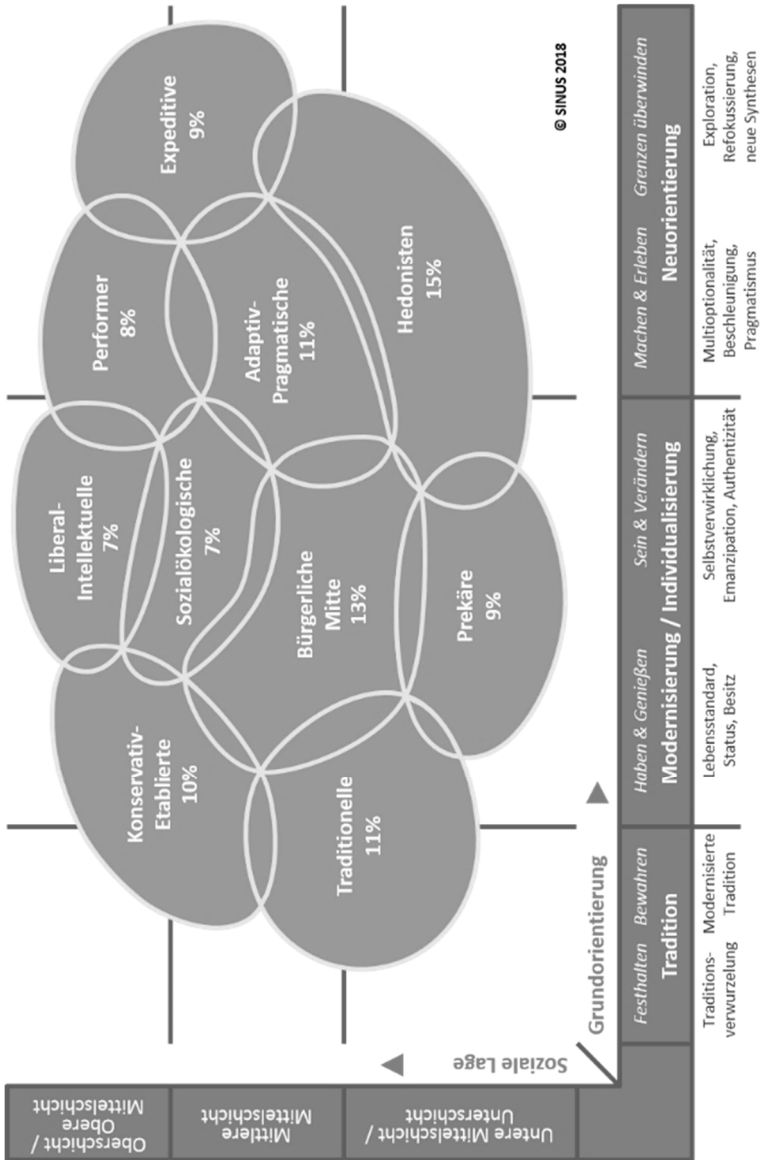 Oberschicht /
Obere
Mittelschicht
Mittlere
Mittelschicht
Untere Mittelschicht /
Unterschicht
Soziale Lage
Konservativ-
Etablierte
10%
Liberal-
Intellektuelle
7%
Performer
8%
Expeditive
9%
Sozialökologische
7%
Adaptiv-
Pragmatische
11%
Bürgerliche
Mitte
13%
Traditionelle
11%
Prekäre
9%
Hedonisten
15%
© SINUS 2018
Grundorientierung
Festhalten Bewahren
Tradition
Traditions-
verwurzelung
Modernisierte
Tradition
Haben & Genießen Sein & Verändern
Modernisierung / Individualisierung
Lebensstandard,
Status, Besitz
Selbstverwirklichung,
Emanzipation, Authentizität
Machen & Erleben Grenzen überwinden
Neuorientierung
Multioptionalität,
Beschleunigung,
Pragmatismus
Exploration,
Refokussierung,
neue Synthesen